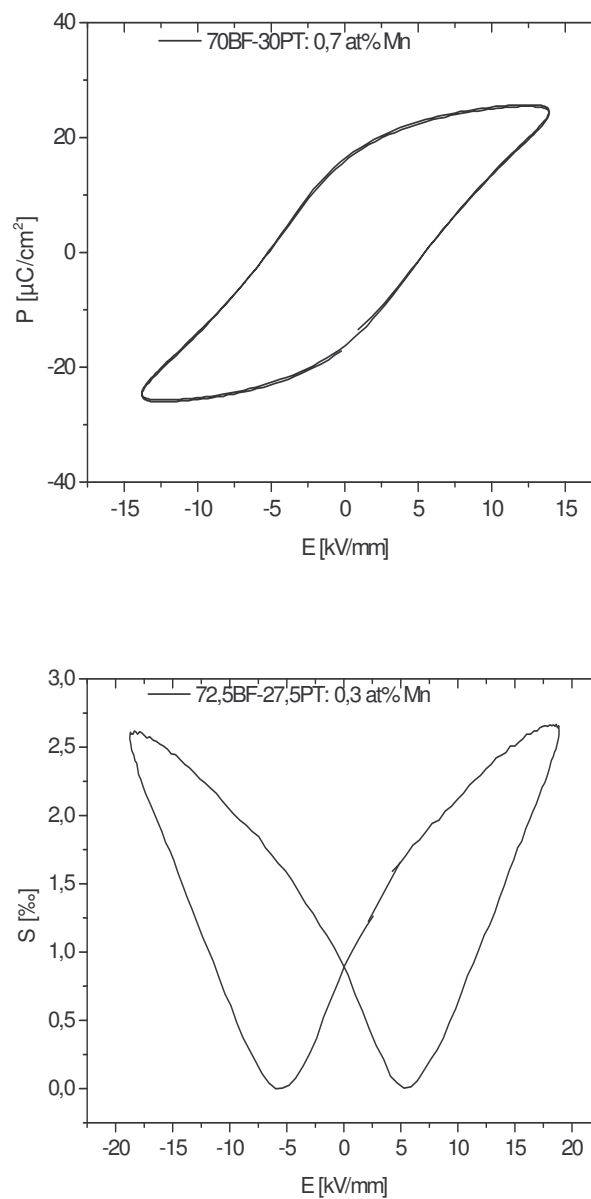 40
70BF-30PT: 0,7 at% Mn
20
0
-20
-40
P [µC/cm²]
-15 -10 -5 0 5 10 15
E [kV/mm]
3,0
72,5BF-27,5PT: 0,3 at% Mn
2,5
2,0
1,5
1,0
0,5
0,0
S [‰]
-20 -15 -10 -5 0 5 10 15 20
E [kV/mm]